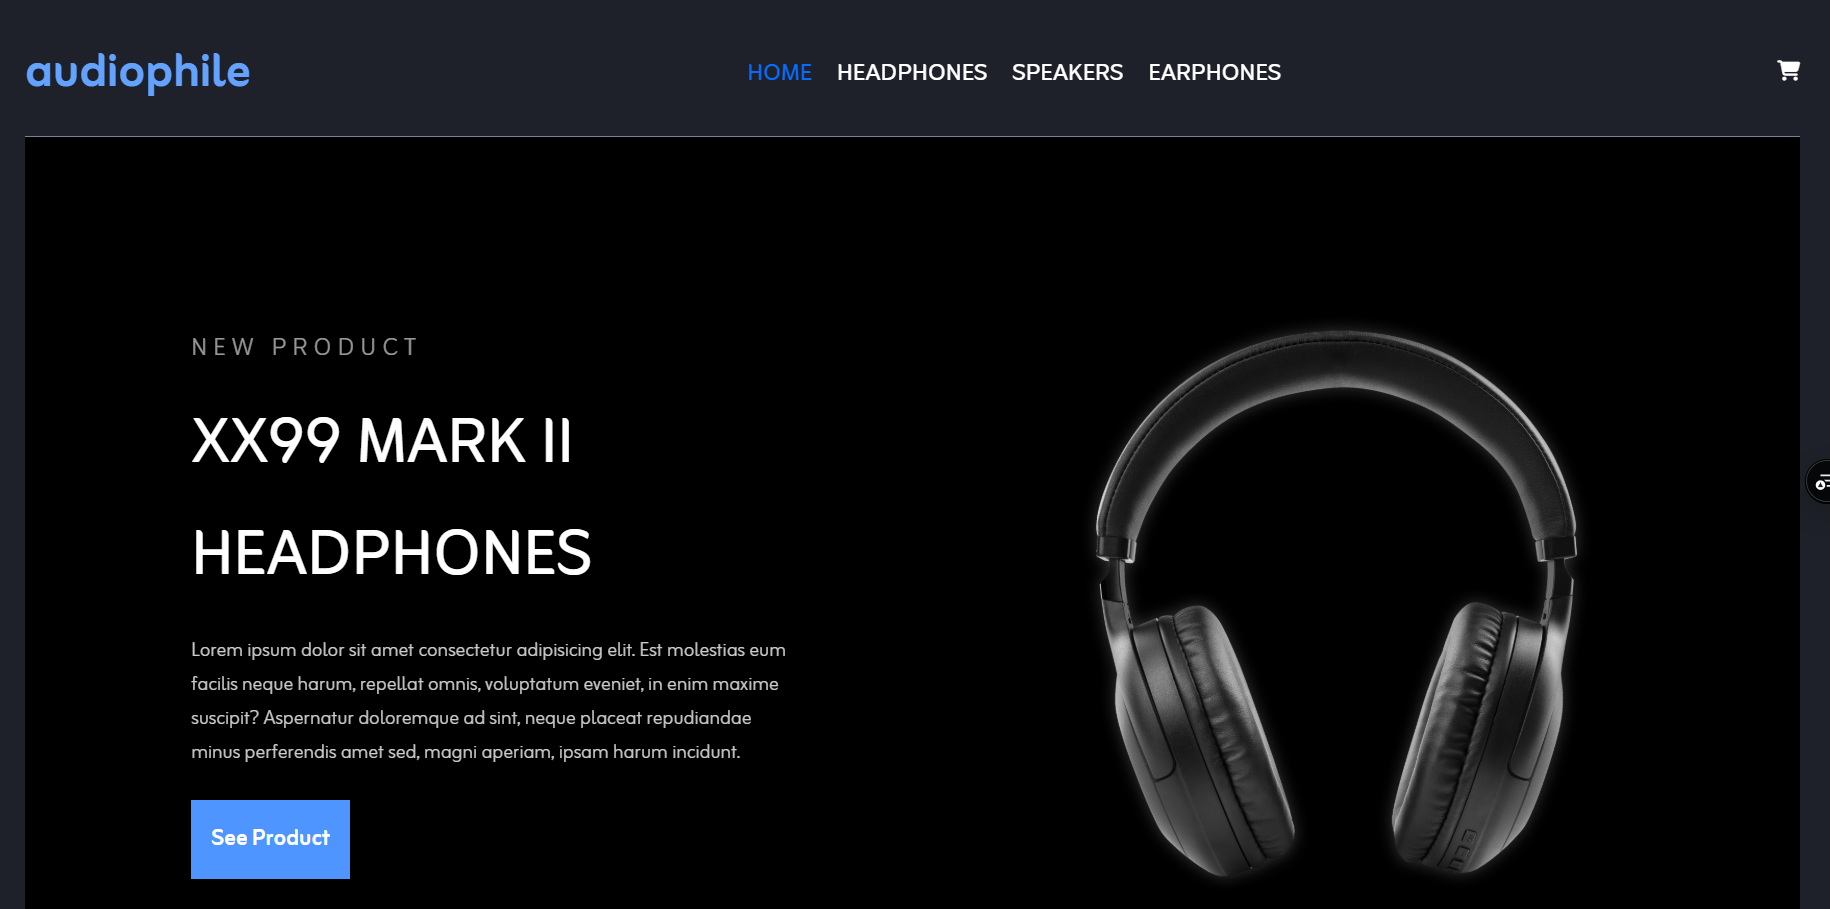 audiophile
HOME HEADPHONES SPEAKERS EARPHONES
NEW PRODUCT
XX99 MARK II
HEADPHONES
Lorem ipsum dolor sit amet consectetur adipisicing elit. Est molestias eum
facilis neque harum, repellat omnis, voluptatum eveniet, in enim maxime
suscipit? Aspernatur doloremque ad sint, neque placeat repudiandae
minus perferendis amet sed, magni aperiam, ipsam harum incidunt.
See Product